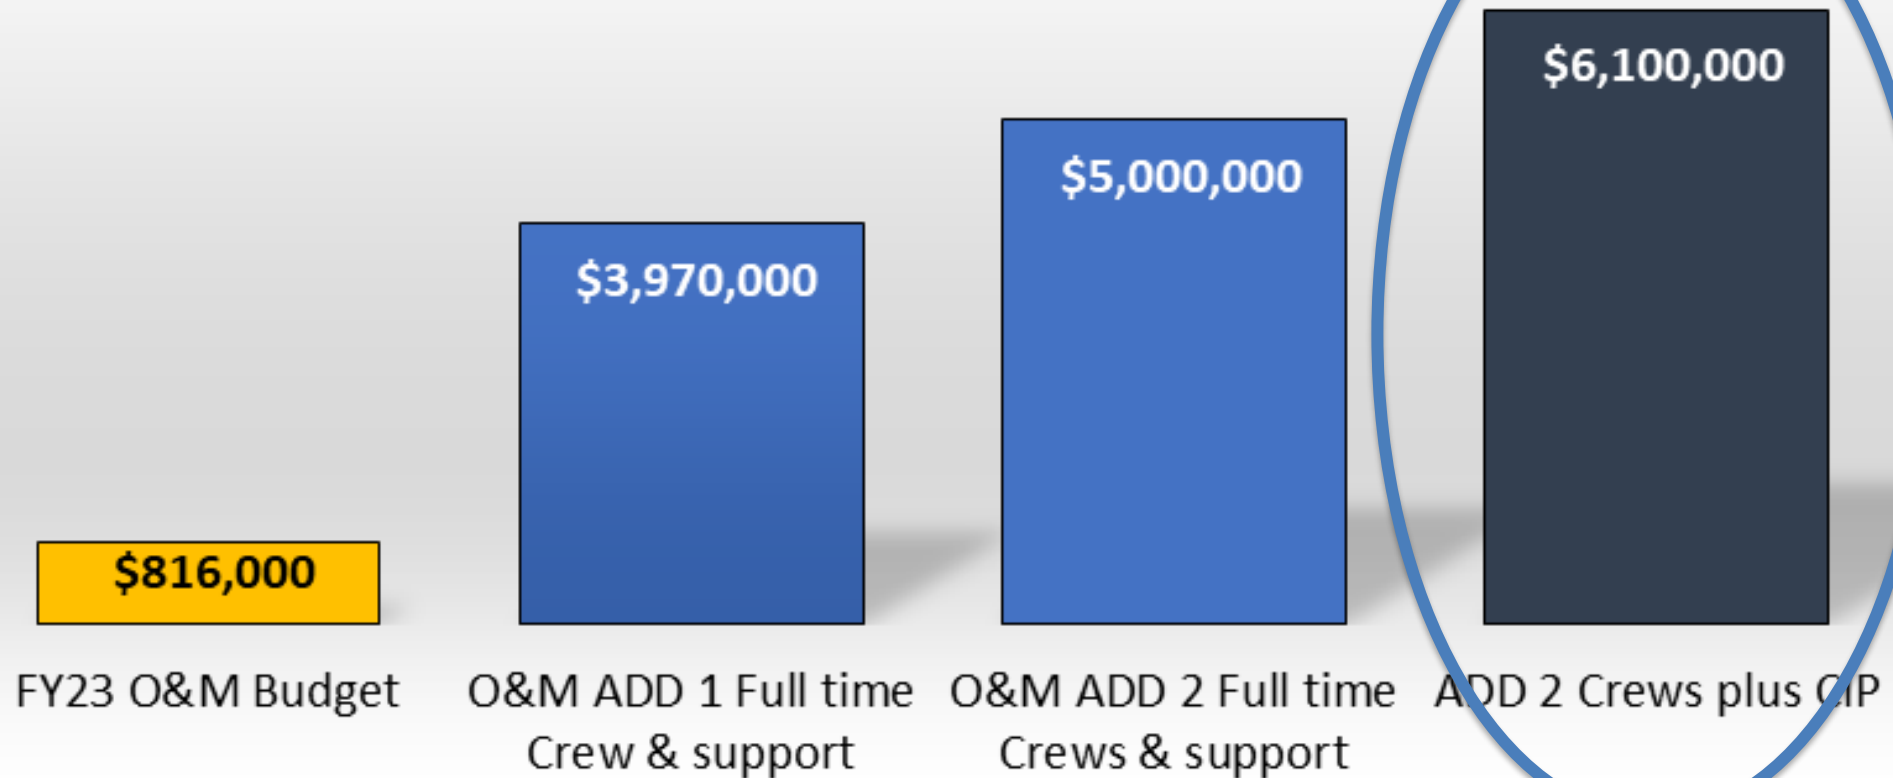 $6,100,000
$5,000,000
$3,970,000
$816,000
FY23 O&M Budget
O&M ADD 1 Full time
Crew & support
O&M ADD 2 Full time
Crews & support
ADD 2 Crews plus CIP